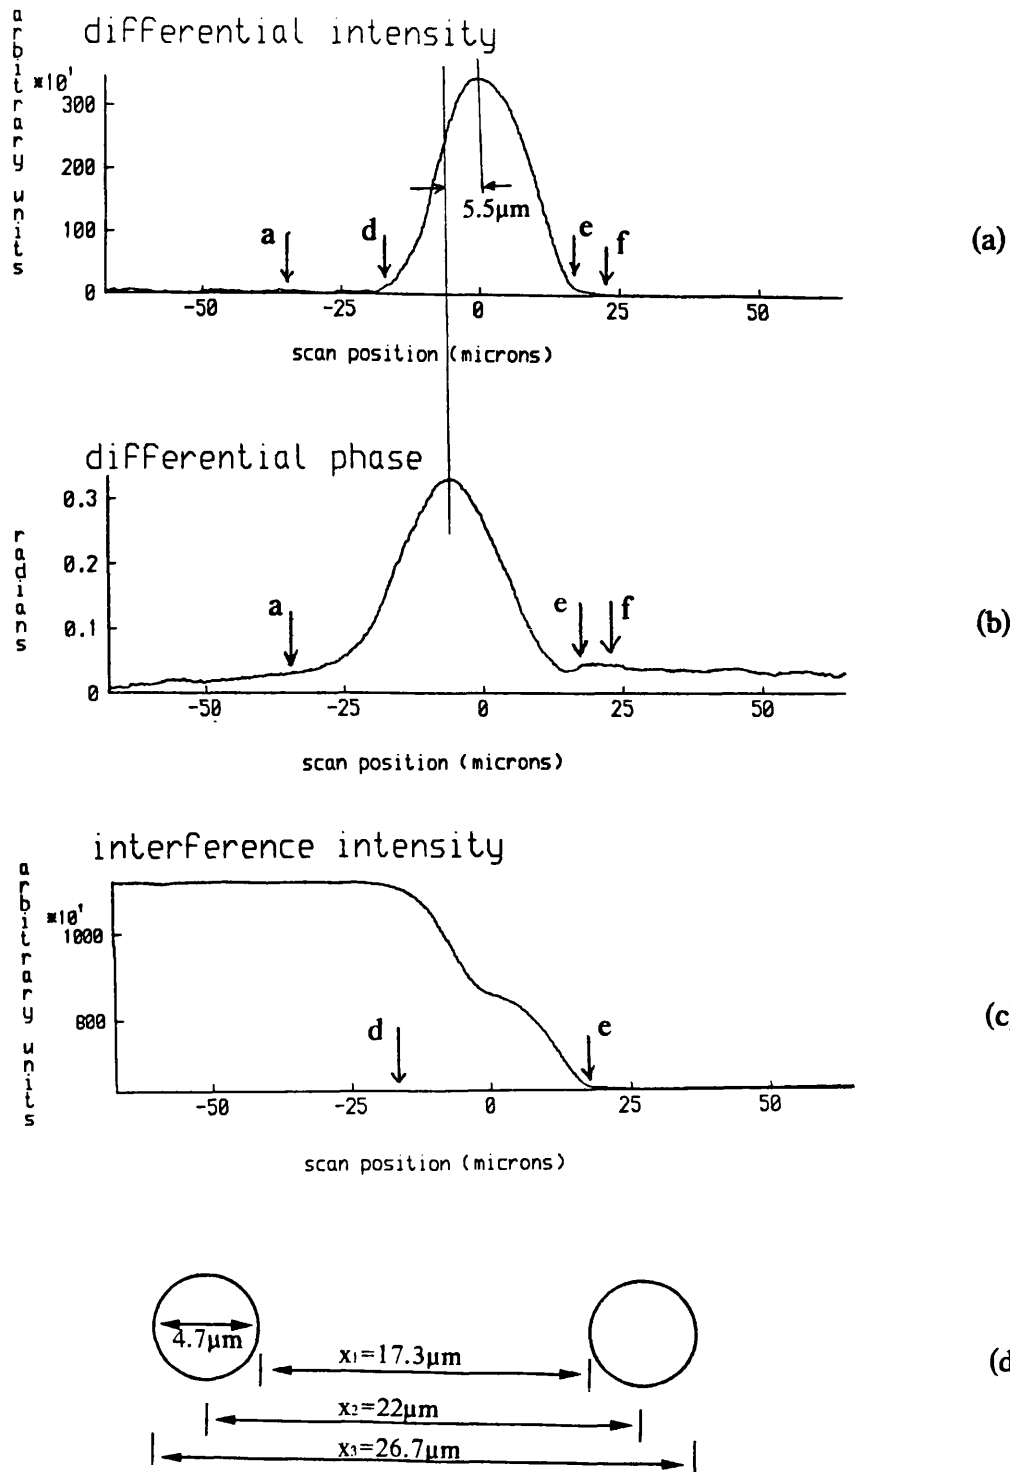 arbitrary units
differential intensity
*10'
300
200
100
0
a
d
5.5μm
e
f
(a)
-50
-25
0
25
50
scan position (microns)
differential phase
radians
0.3
0.2
0.1
0
a
e
f
(b)
-50
-25
0
25
50
scan position (microns)
interference intensity
arbitrary units
*10'
1000
800
d
e
(c)
-50
-25
0
25
50
scan position (microns)
4.7μm
x1=17.3μm
(d
x2=22μm
x3=26.7μm